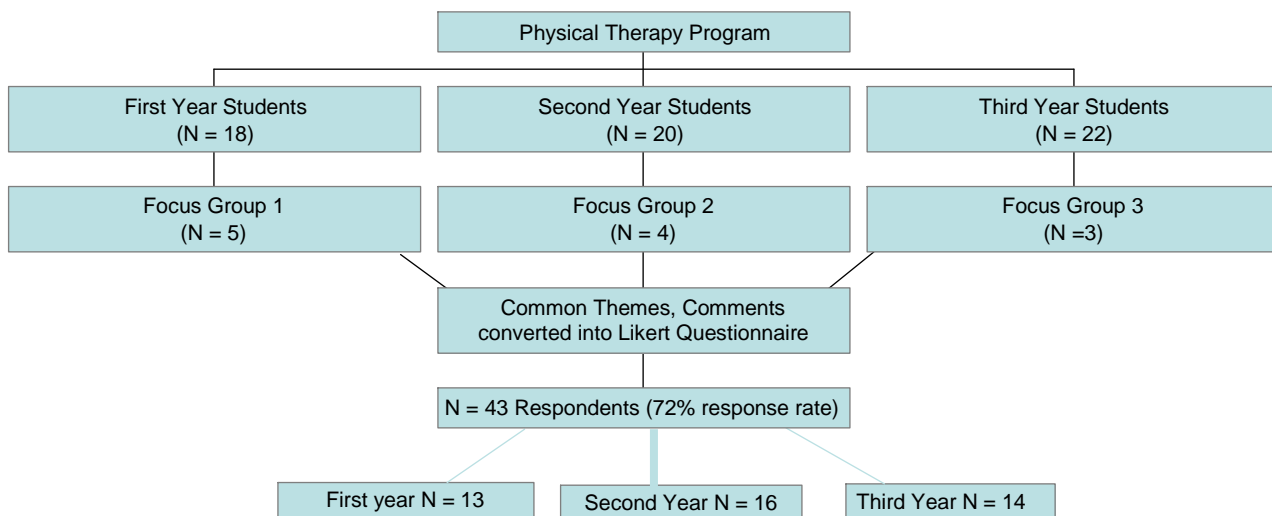 Physical Therapy Program
First Year Students
(N = 18)
Second Year Students
(N = 20)
Third Year Students
(N = 22)
Focus Group 1
(N = 5)
Focus Group 2
(N = 4)
Focus Group 3
(N =3)
Common Themes, Comments
converted into Likert Questionnaire
N = 43 Respondents (72% response rate)
First year N = 13
Second Year N = 16
Third Year N = 14